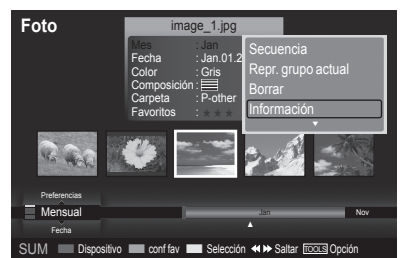 Foto
image_1.jpg
Mes : Jan
Fecha : Jan.01.2
Color : Gris
Composición :
Carpeta : P-other
Favoritos : ★ ★ ★
Secuencia
Repr. grupo actual
Borrar
Información
Preferencias
Mensual
Fecha
Jan
Nov
SUM Dispositivo conf fav Selección Saltar TOOLS Opción